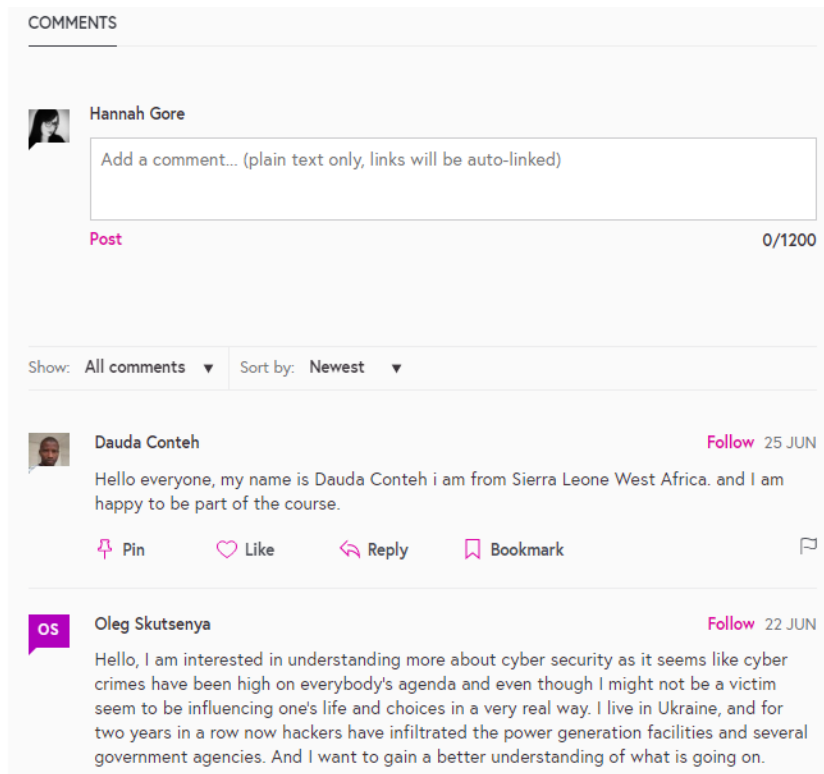 COMMENTS
Hannah Gore
Add a comment... (plain text only, links will be auto-linked)
Post 0/1200
Show: All comments ▼ Sort by: Newest ▼
Dauda Conteh Follow 25 JUN
Hello everyone, my name is Dauda Conteh i am from Sierra Leone West Africa. and I am
happy to be part of the course.
Pin Like Reply Bookmark
OS Oleg Skutsenya Follow 22 JUN
Hello, I am interested in understanding more about cyber security as it seems like cyber
crimes have been high on everybody's agenda and even though I might not be a victim
seem to be influencing one's life and choices in a very real way. I live in Ukraine, and for
two years in a row now hackers have infiltrated the power generation facilities and several
government agencies. And I want to gain a better understanding of what is going on.